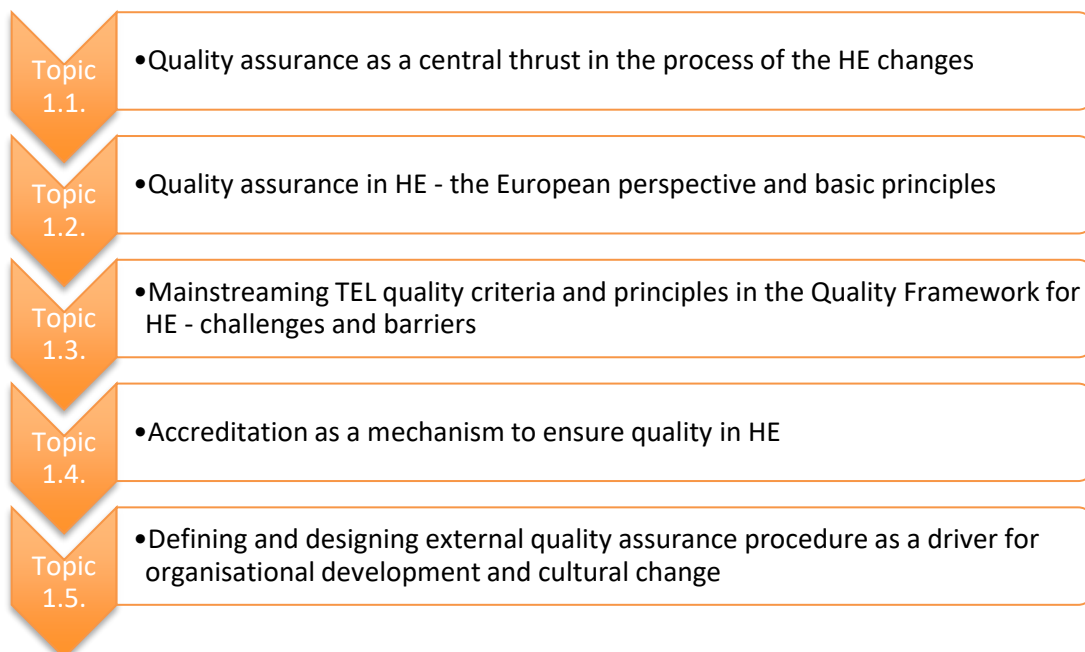 Topic
1.1.
•Quality assurance as a central thrust in the process of the HE changes
Topic
1.2.
•Quality assurance in HE - the European perspective and basic principles
Topic
1.3.
•Mainstreaming TEL quality criteria and principles in the Quality Framework for
HE - challenges and barriers
Topic
1.4.
•Accreditation as a mechanism to ensure quality in HE
Topic
1.5.
•Defining and designing external quality assurance procedure as a driver for
organisational development and cultural change